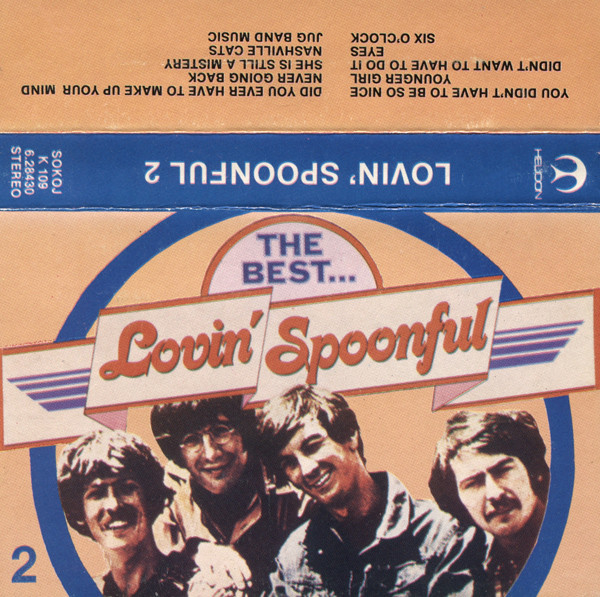 YOU DIDN'T HAVE TO BE SO NICE
YOUNGER GIRL
DIDN'T WANT TO HAVE TO DO IT
EYES
SIX O'CLOCK
DID YOU EVER HAVE TO MAKE UP YOUR MIND
NEVER GOING BACK
SHE IS STILL A MISTERY
NASHVILLE CATS
JUG BAND MUSIC
HELIDON
LOVIN' SPOONFUL 2
SOKOJ
K 109
6.28430
STEREO
THE
BEST...
Lovin' Spoonful
2